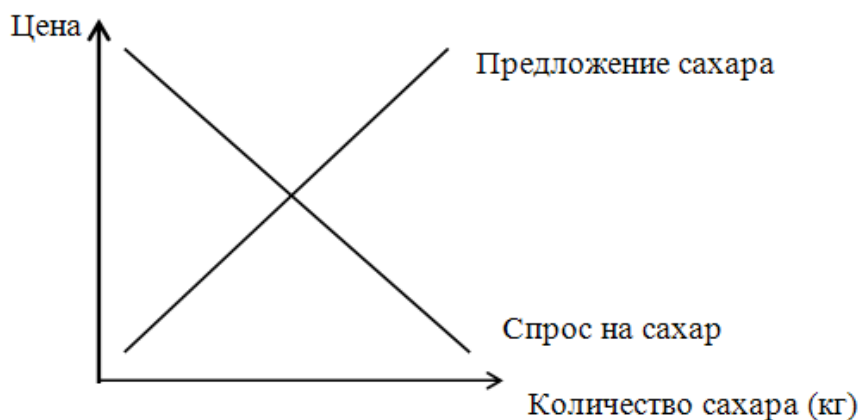 Цена
Предложение сахара
Спрос на сахар
Количество сахара (кг)